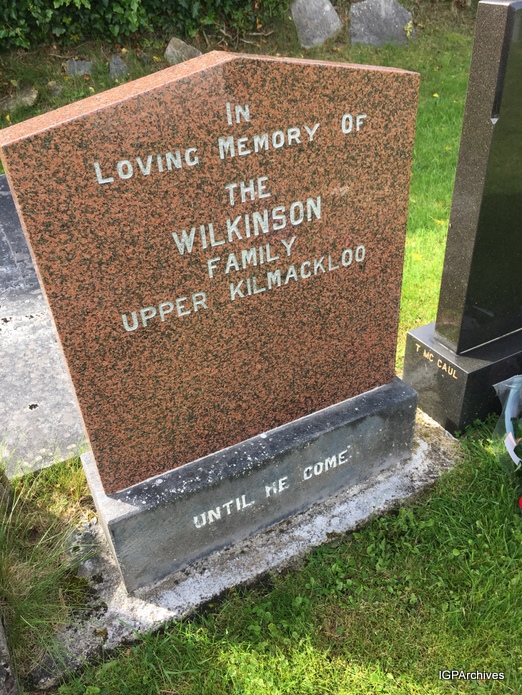 IN
LOVING MEMORY OF
THE
WILKINSON
FAMILY
UPPER KILMACKLOO
UNTIL HE COME.
T MC CAUL
IGPArchives